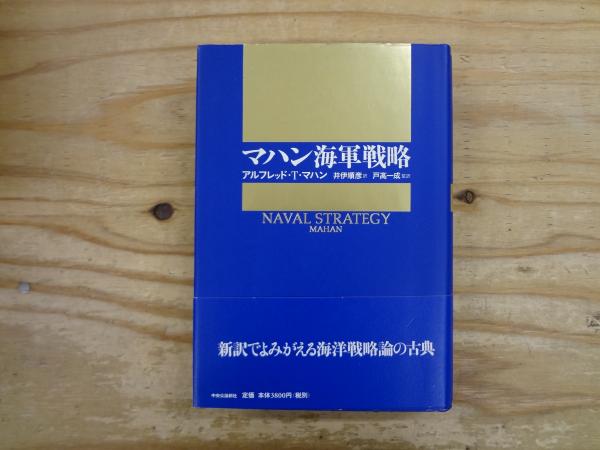 マハン海軍戦略
アルフレッド・T・マハン 井伊順彦 訳 戸高一成 監訳
NAVAL STRATEGY
MAHAN
新訳でよみがえる海洋戦略論の古典
中央公論新社 定価 本体3800円(税別)